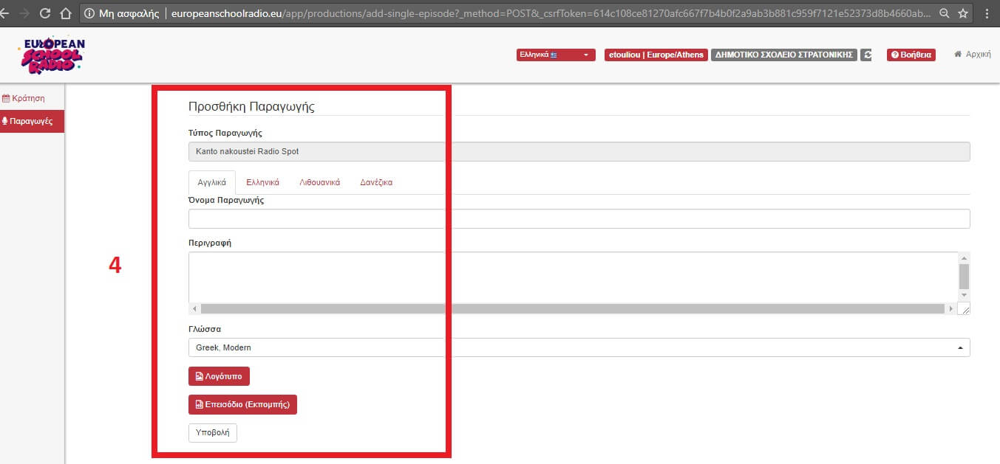 Μη ασφαλής | europeanschoolradio.eu/app/productions/add-single-episode?_method=POST&_csrfToken=614c108ce81270afc667f7b4b0f2a9ab3b881c959f7121e52373d8b4660ab...
EUROPEAN
SCHOOL
RADIO
Ελληνικά
etouliou | Europe/Athens
ΔΗΜΟΤΙΚΟ ΣΧΟΛΕΙΟ ΣΤΡΑΤΟΝΙΚΗΣ
Βοήθεια
Αρχική
Κράτηση
Παραγωγές
Προσθήκη Παραγωγής
Τύπος Παραγωγής
Kanto nakoustei Radio Spot
Αγγλικά Ελληνικά Λιθουανικά Δανέζικα
Όνομα Παραγωγής
Περιγραφή
4
Γλώσσα
Greek, Modern
Λογότυπο
Επεισόδιο (Εκπομπής)
Υποβολή